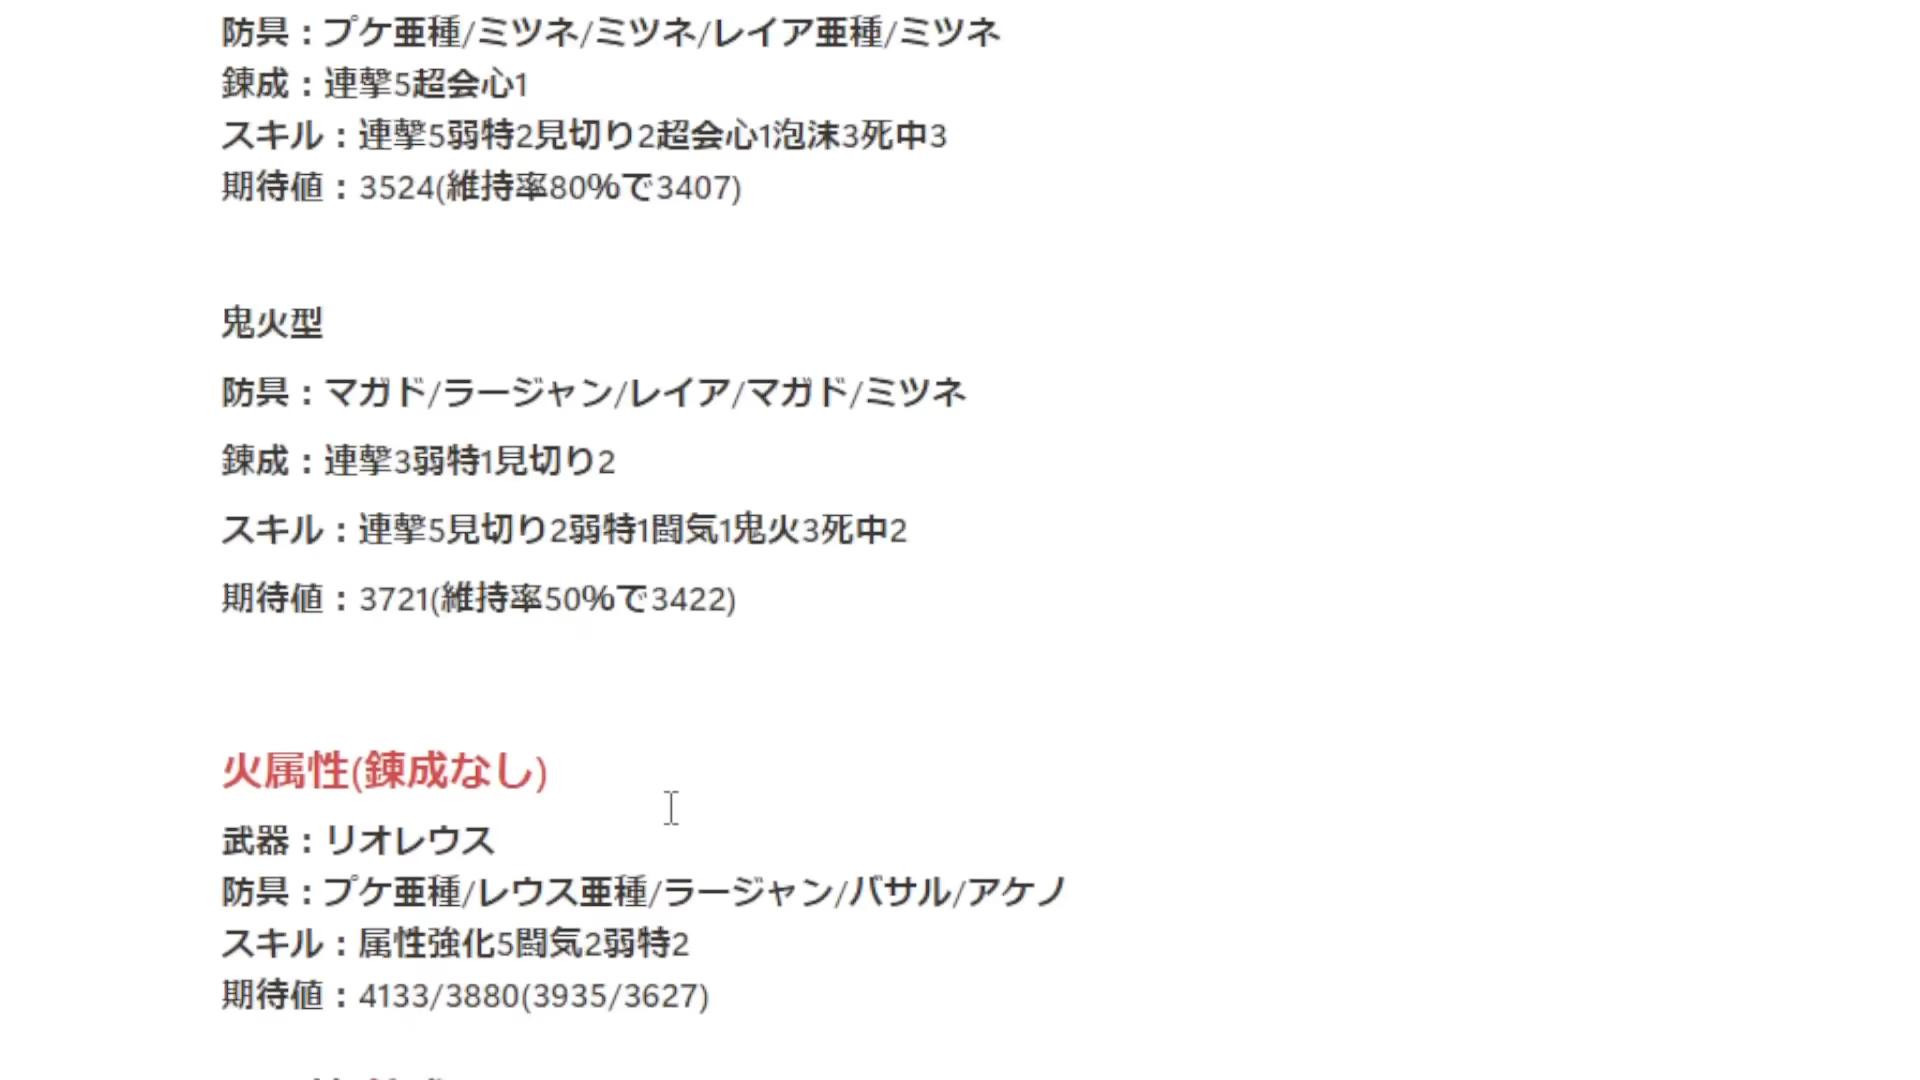 防具：プケ亜種/ミツネ/ミツネ/レイア亜種/ミツネ
錬成：連撃5超会心1
スキル：連撃5弱特2見切り2超会心1泡沫3死中3
期待値：3524(維持率80%で3407)
鬼火型
防具：マガド/ラージャン/レイア/マガド/ミツネ
錬成：連撃3弱特1見切り2
スキル：連撃5見切り2弱特1闘気1鬼火3死中2
期待値：3721(維持率50%で3422)
火属性(錬成なし)
武器：リオレウス
防具：プケ亜種/レウス亜種/ラージャン/バサル/アケノ
スキル：属性強化5闘気2弱特2
期待値：4133/3880(3935/3627)